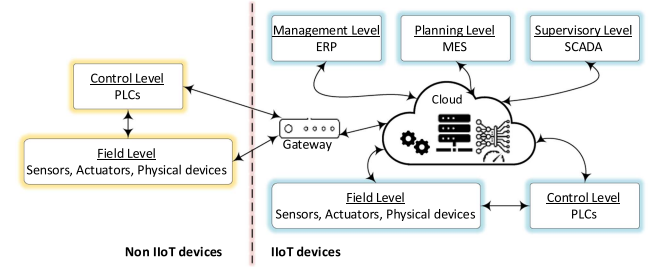 Management Level
ERP
Planning Level
MES
Supervisory Level
SCADA
Control Level
PLCs
Cloud
Gateway
Field Level
Sensors, Actuators, Physical devices
Field Level
Sensors, Actuators, Physical devices
Control Level
PLCs
Non IIoT devices
IIoT devices